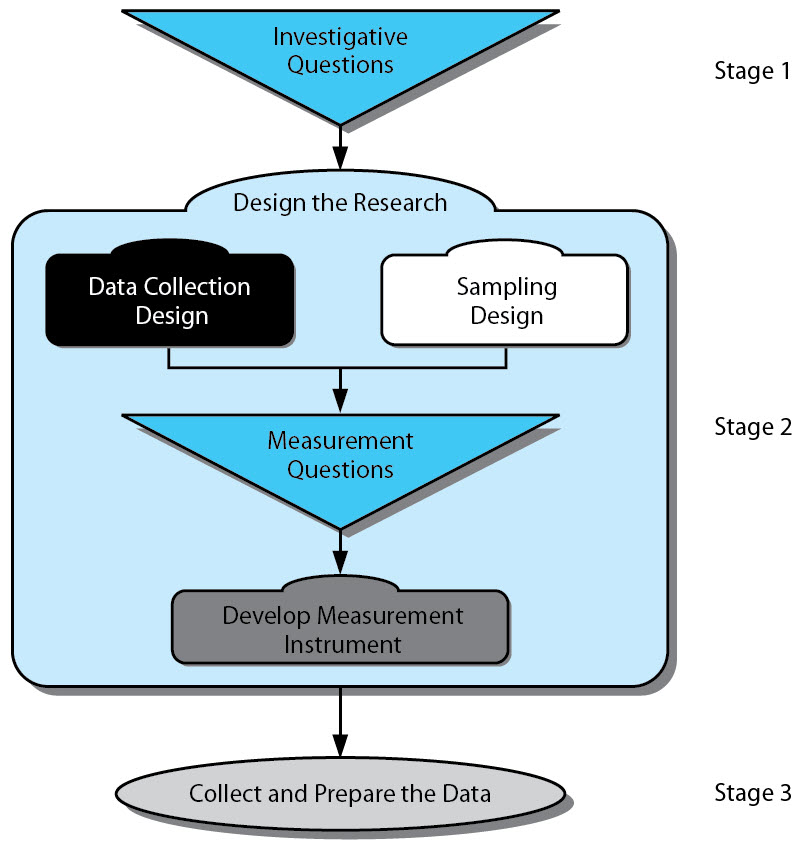 Investigative
Questions
Stage 1
Design the Research
Data Collection
Design
Sampling
Design
Measurement
Questions
Stage 2
Develop Measurement
Instrument
Collect and Prepare the Data
Stage 3